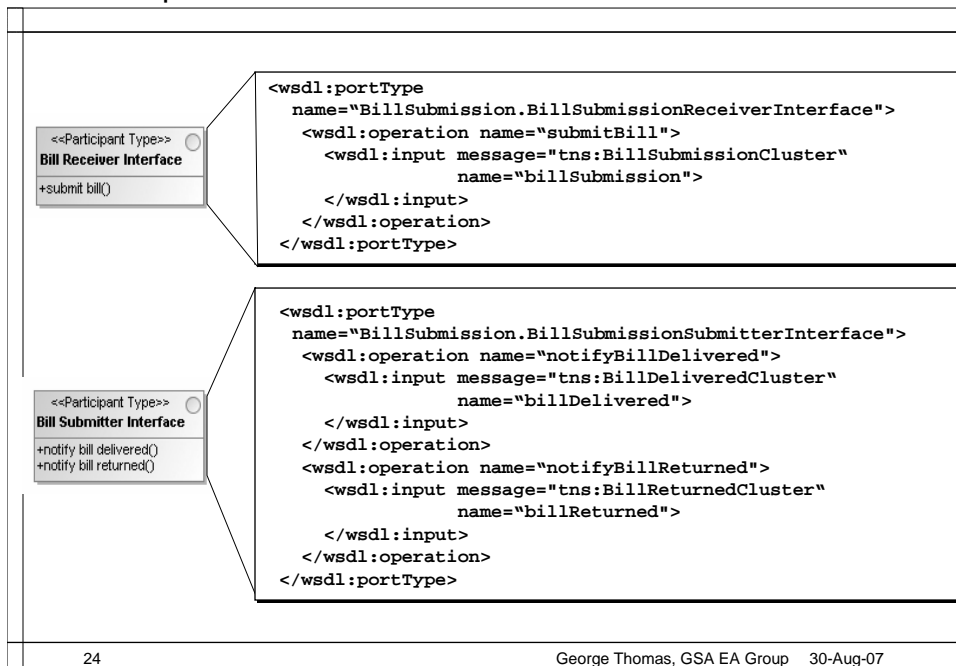 <<Participant Type>>
Bill Receiver Interface
+submit bill()
<wsdl:portType
name=“BillSubmission.BillSubmissionReceiverInterface">
<wsdl:operation name=“submitBill">
<wsdl:input message="tns:BillSubmissionCluster“
name=“billSubmission">
</wsdl:input>
</wsdl:operation>
</wsdl:portType>
<<Participant Type>>
Bill Submitter Interface
+notify bill delivered()
+notify bill returned()
<wsdl:portType
name=“BillSubmission.BillSubmissionSubmitterInterface">
<wsdl:operation name=“notifyBillDelivered">
<wsdl:input message="tns:BillDeliveredCluster“
name=“billDelivered">
</wsdl:input>
</wsdl:operation>
<wsdl:operation name=“notifyBillReturned">
<wsdl:input message="tns:BillReturnedCluster“
name=“billReturned">
</wsdl:input>
</wsdl:operation>
</wsdl:portType>
24
George Thomas, GSA EA Group 30-Aug-07